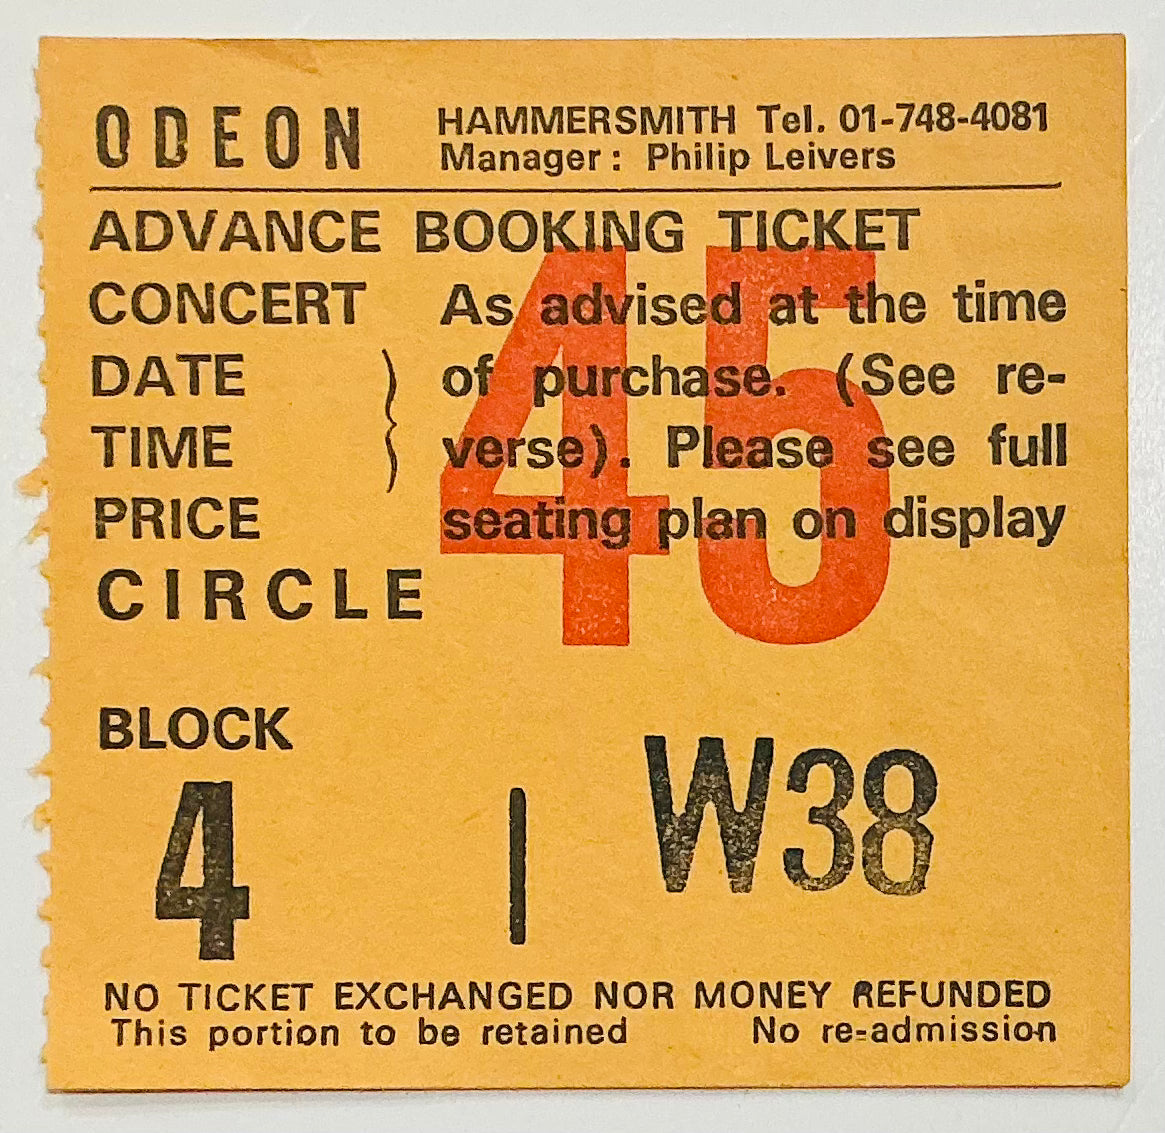 ODEON HAMMERSMITH Tel. 01-748-4081
Manager: Philip Leivers
ADVANCE BOOKING TICKET
45
CONCERT As advised at the time
DATE } of purchase. (See re-
TIME verse). Please see full
PRICE seating plan on display
CIRCLE
BLOCK
4 | W38
NO TICKET EXCHANGED NOR MONEY REFUNDED
This portion to be retained No re-admission